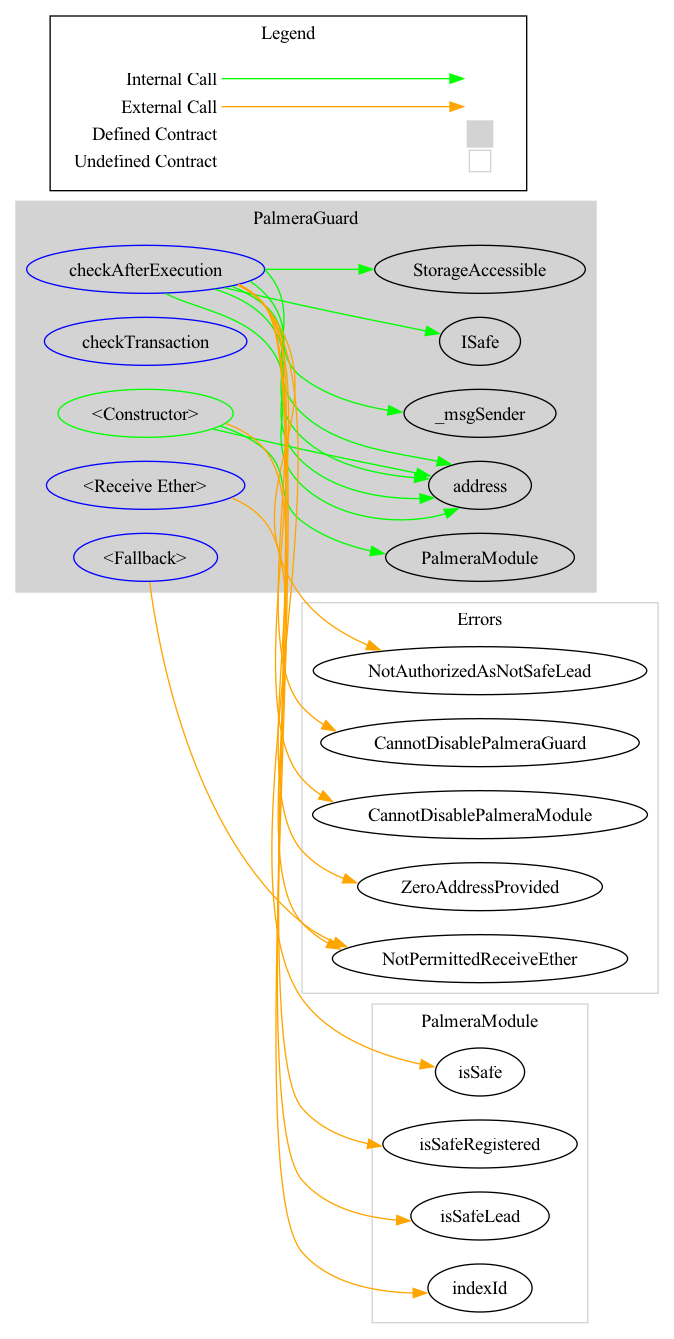 Legend
Internal Call
External Call
Defined Contract
Undefined Contract
PalmeraGuard
checkAfterExecution
StorageAccessible
checkTransaction
ISafe
<Constructor>
_msgSender
<Receive Ether>
address
<Fallback>
PalmeraModule
Errors
NotAuthorizedAsNotSafeLead
CannotDisablePalmeraGuard
CannotDisablePalmeraModule
ZeroAddressProvided
NotPermittedReceiveEther
PalmeraModule
isSafe
isSafeRegistered
isSafeLead
indexId